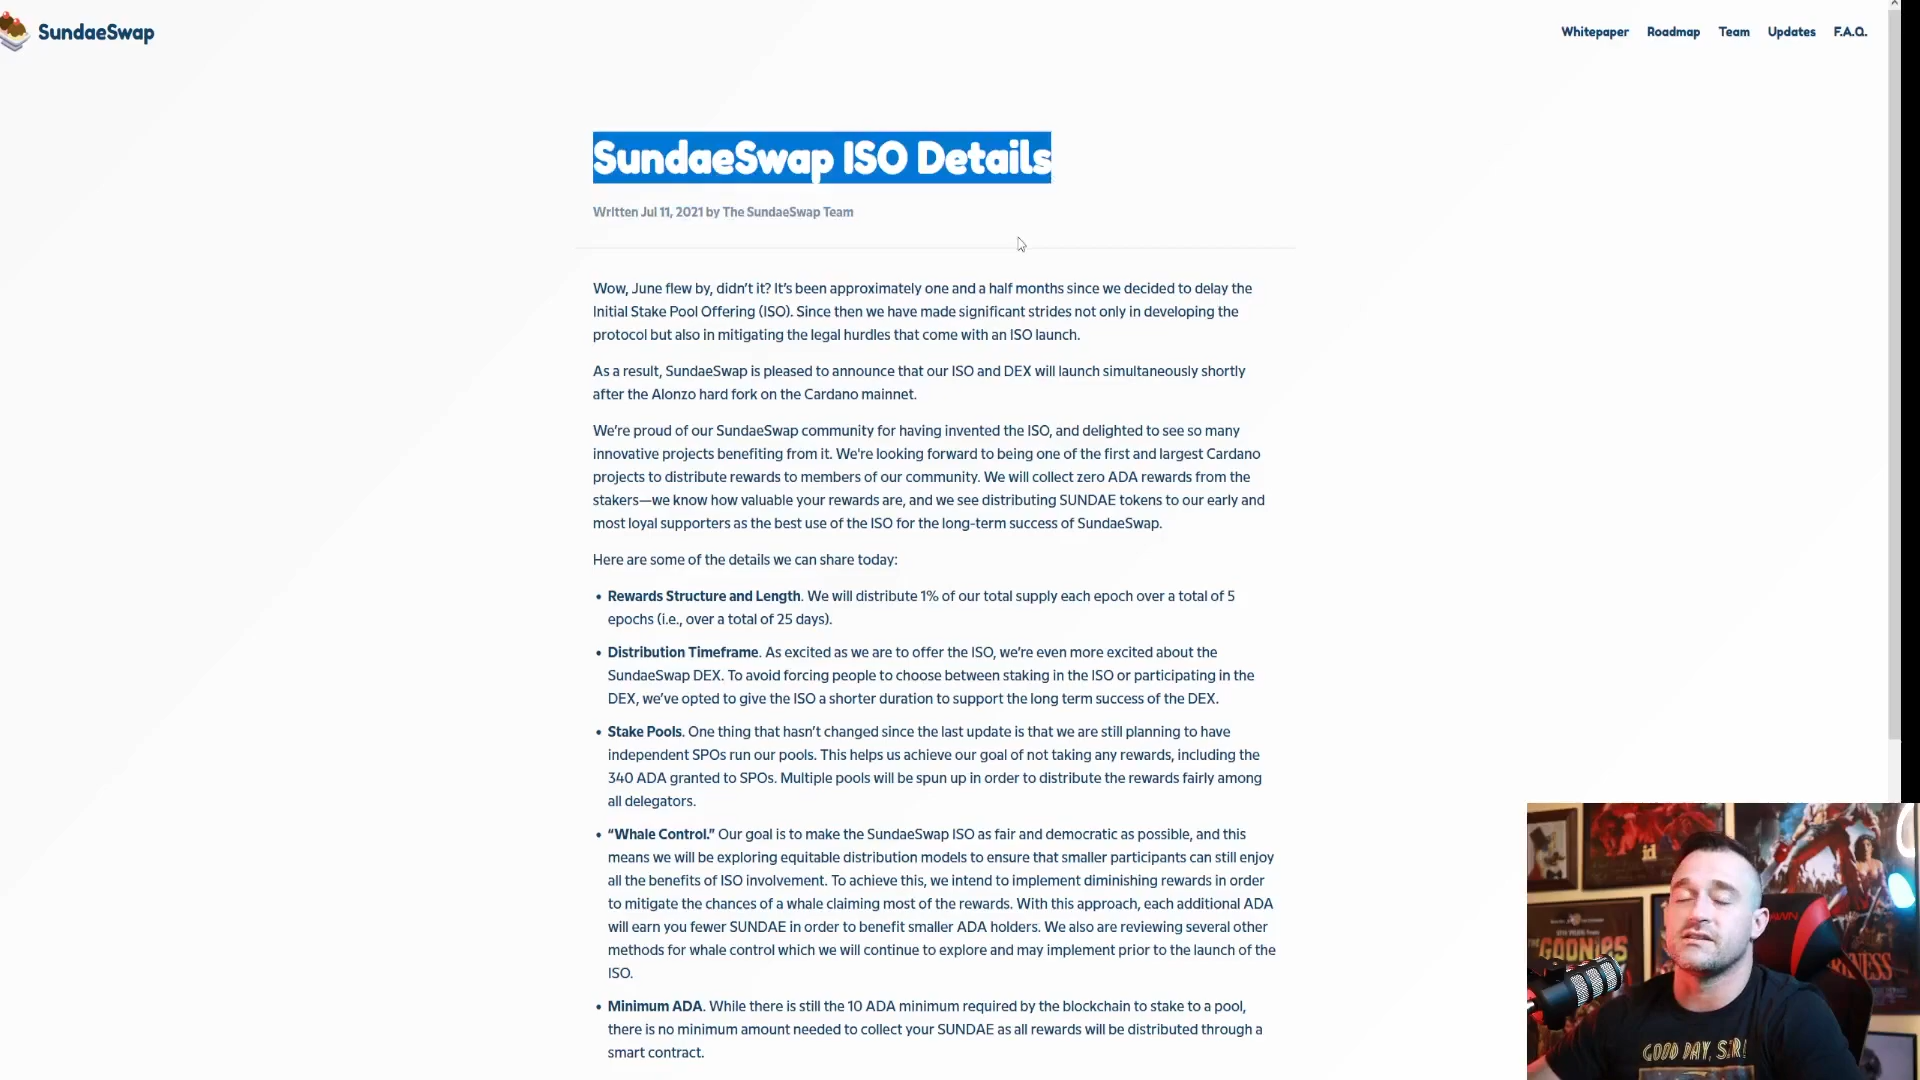 SundaeSwap
Whitepaper Roadmap Team Updates F.A.Q.
SundaeSwap ISO Details
Written Jul 11, 2021 by The SundaeSwap Team
Wow, June flew by, didn't it? It's been approximately one and a half months since we decided to delay the
Initial Stake Pool Offering (ISO). Since then we have made significant strides not only in developing the
protocol but also in mitigating the legal hurdles that come with an ISO launch.
As a result, SundaeSwap is pleased to announce that our ISO and DEX will launch simultaneously shortly
after the Alonzo hard fork on the Cardano mainnet.
We're proud of our SundaeSwap community for having invented the ISO, and delighted to see so many
innovative projects benefiting from it. We're looking forward to being one of the first and largest Cardano
projects to distribute rewards to members of our community. We will collect zero ADA rewards from the
stakers—we know how valuable your rewards are, and we see distributing SUNDAE tokens to our early and
most loyal supporters as the best use of the ISO for the long-term success of SundaeSwap.
Here are some of the details we can share today:
• Rewards Structure and Length. We will distribute 1% of our total supply each epoch over a total of 5
epochs (i.e., over a total of 25 days).
• Distribution Timeframe. As excited as we are to offer the ISO, we're even more excited about the
SundaeSwap DEX. To avoid forcing people to choose between staking in the ISO or participating in the
DEX, we've opted to give the ISO a shorter duration to support the long term success of the DEX.
• Stake Pools. One thing that hasn't changed since the last update is that we are still planning to have
independent SPOs run our pools. This helps us achieve our goal of not taking any rewards, including the
340 ADA granted to SPOs. Multiple pools will be spun up in order to distribute the rewards fairly among
all delegators.
• "Whale Control." Our goal is to make the SundaeSwap ISO as fair and democratic as possible, and this
means we will be exploring equitable distribution models to ensure that smaller participants can still enjoy
all the benefits of ISO involvement. To achieve this, we intend to implement diminishing rewards in order
to mitigate the chances of a whale claiming most of the rewards. With this approach, each additional ADA
will earn you fewer SUNDAE in order to benefit smaller ADA holders. We also are reviewing several other
methods for whale control which we will continue to explore and may implement prior to the launch of the
ISO.
• Minimum ADA. While there is still the 10 ADA minimum required by the blockchain to stake to a pool,
there is no minimum amount needed to collect your SUNDAE as all rewards will be distributed through a
smart contract.
GOONIES
GOOD DAY, SIR!